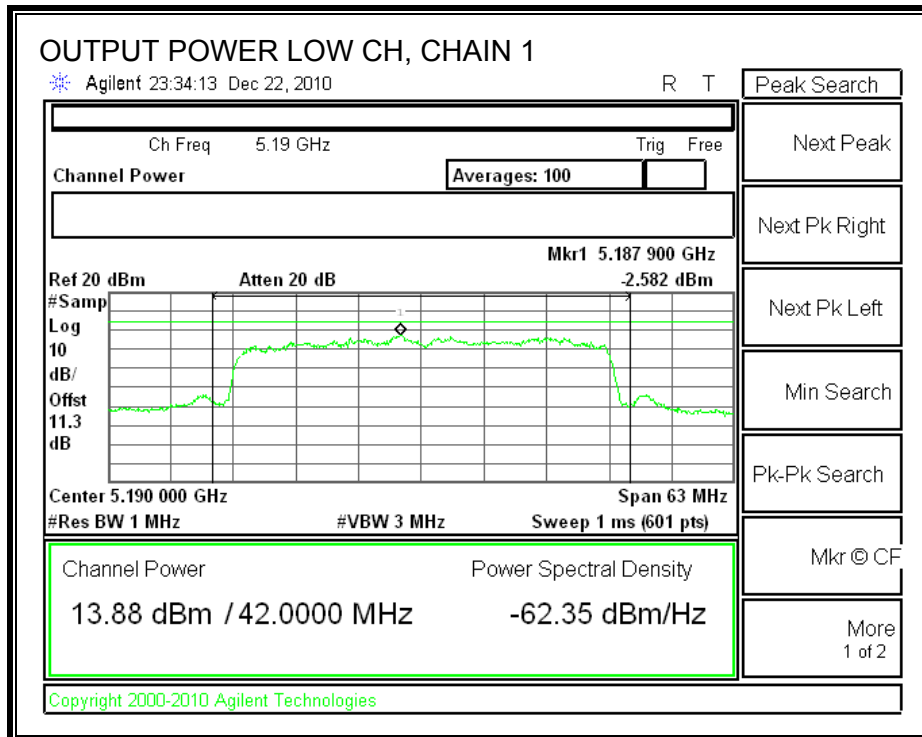 OUTPUT POWER LOW CH, CHAIN 1
Agilent 23:34:13 Dec 22, 2010 R T
Peak Search
Ch Freq 5.19 GHz Trig Free
Channel Power Averages: 100
Mkr1 5.187 900 GHz
Ref 20 dBm Atten 20 dB -2.582 dBm
#Samp
Log
10
dB/
Offst
11.3
dB
1
Center 5.190 000 GHz Span 63 MHz
#Res BW 1 MHz #VBW 3 MHz Sweep 1 ms (601 pts)
Channel Power Power Spectral Density
13.88 dBm / 42.0000 MHz -62.35 dBm/Hz
Copyright 2000-2010 Agilent Technologies
Next Peak
Next Pk Right
Next Pk Left
Min Search
Pk-Pk Search
Mkr © CF
More
1 of 2